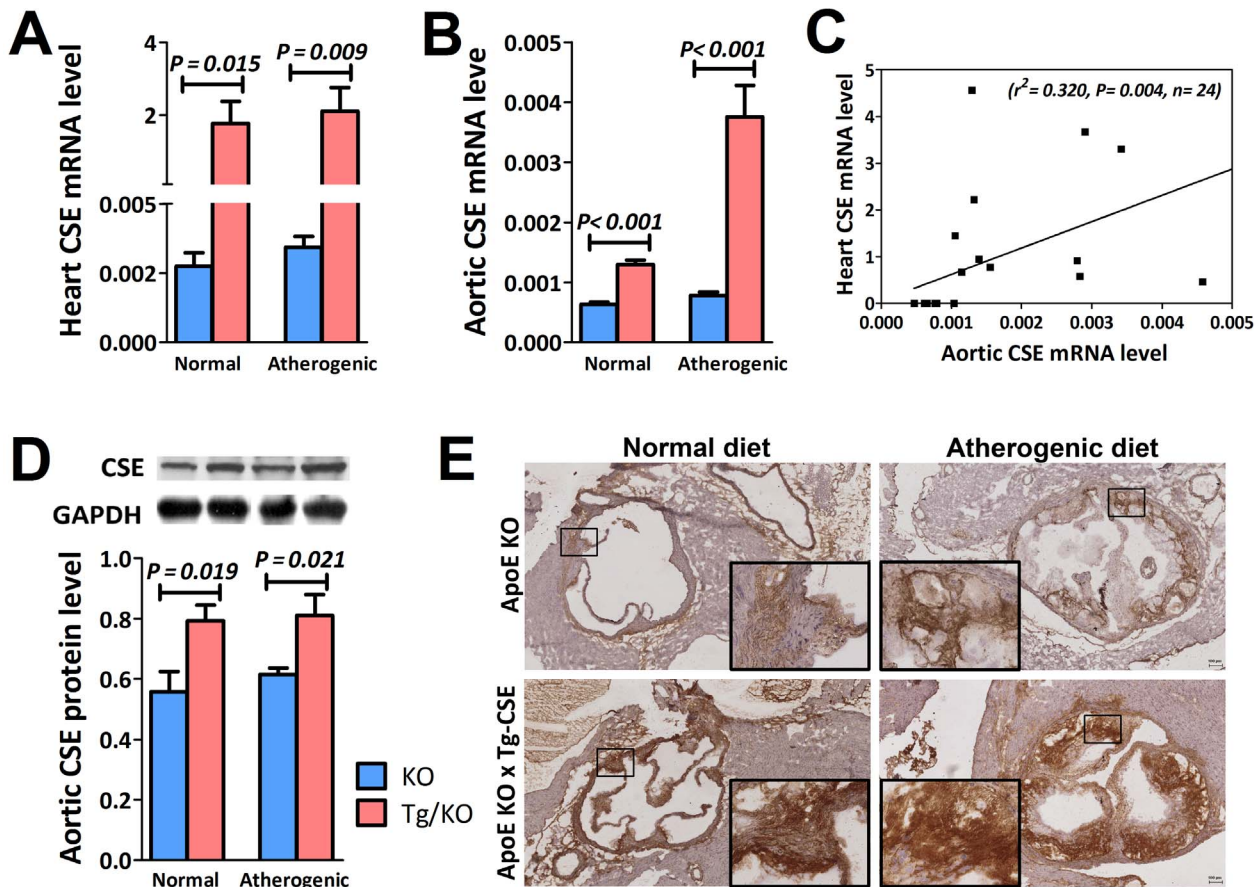 A
Heart CSE mRNA level
4
2
0.005
0.002
0.000
P = 0.015
P = 0.009
Normal
Atherogenic
B
Aortic CSE mRNA leve
0.005
0.004
0.003
0.002
0.001
0.000
P< 0.001
P< 0.001
Normal
Atherogenic
C
Heart CSE mRNA level
5
4
3
2
1
0
(r²= 0.320, P= 0.004, n= 24)
0.000
0.001
0.002
0.003
0.004
0.005
Aortic CSE mRNA level
D
CSE
GAPDH
Aortic CSE protein level
1.0
0.8
0.6
0.4
0.2
0.0
P = 0.019
P = 0.021
Normal
Atherogenic
KO
Tg/KO
E
Normal diet
Atherogenic diet
ApoE KO
ApoE KO x Tg-CSE